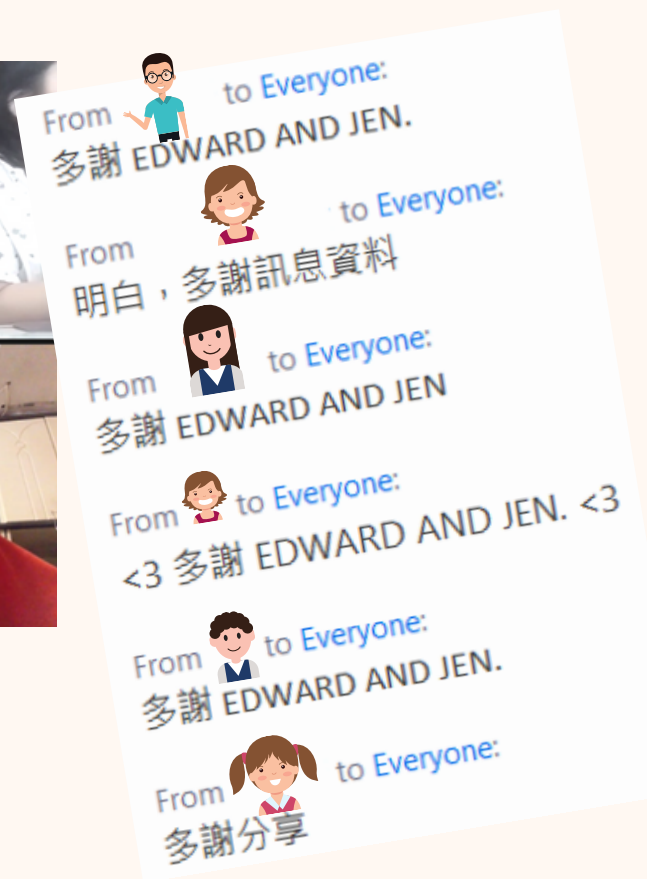 From to Everyone:
多謝 EDWARD AND JEN.
From to Everyone:
明白，多謝訊息資料
From to Everyone:
多謝 EDWARD AND JEN
From to Everyone:
<3 多謝 EDWARD AND JEN. <3
From to Everyone:
多謝 EDWARD AND JEN.
From to Everyone:
多謝分享